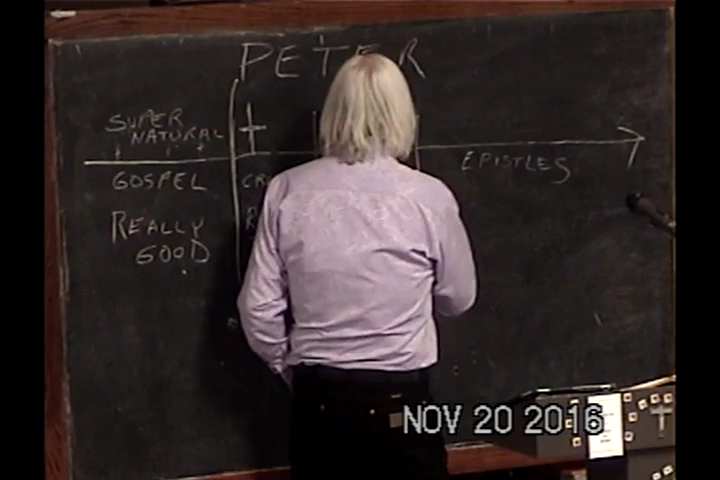 PETER
SUPER
NATURAL
GOSPEL
EPISTLES
REALLY
GOOD
NOV 20 2016